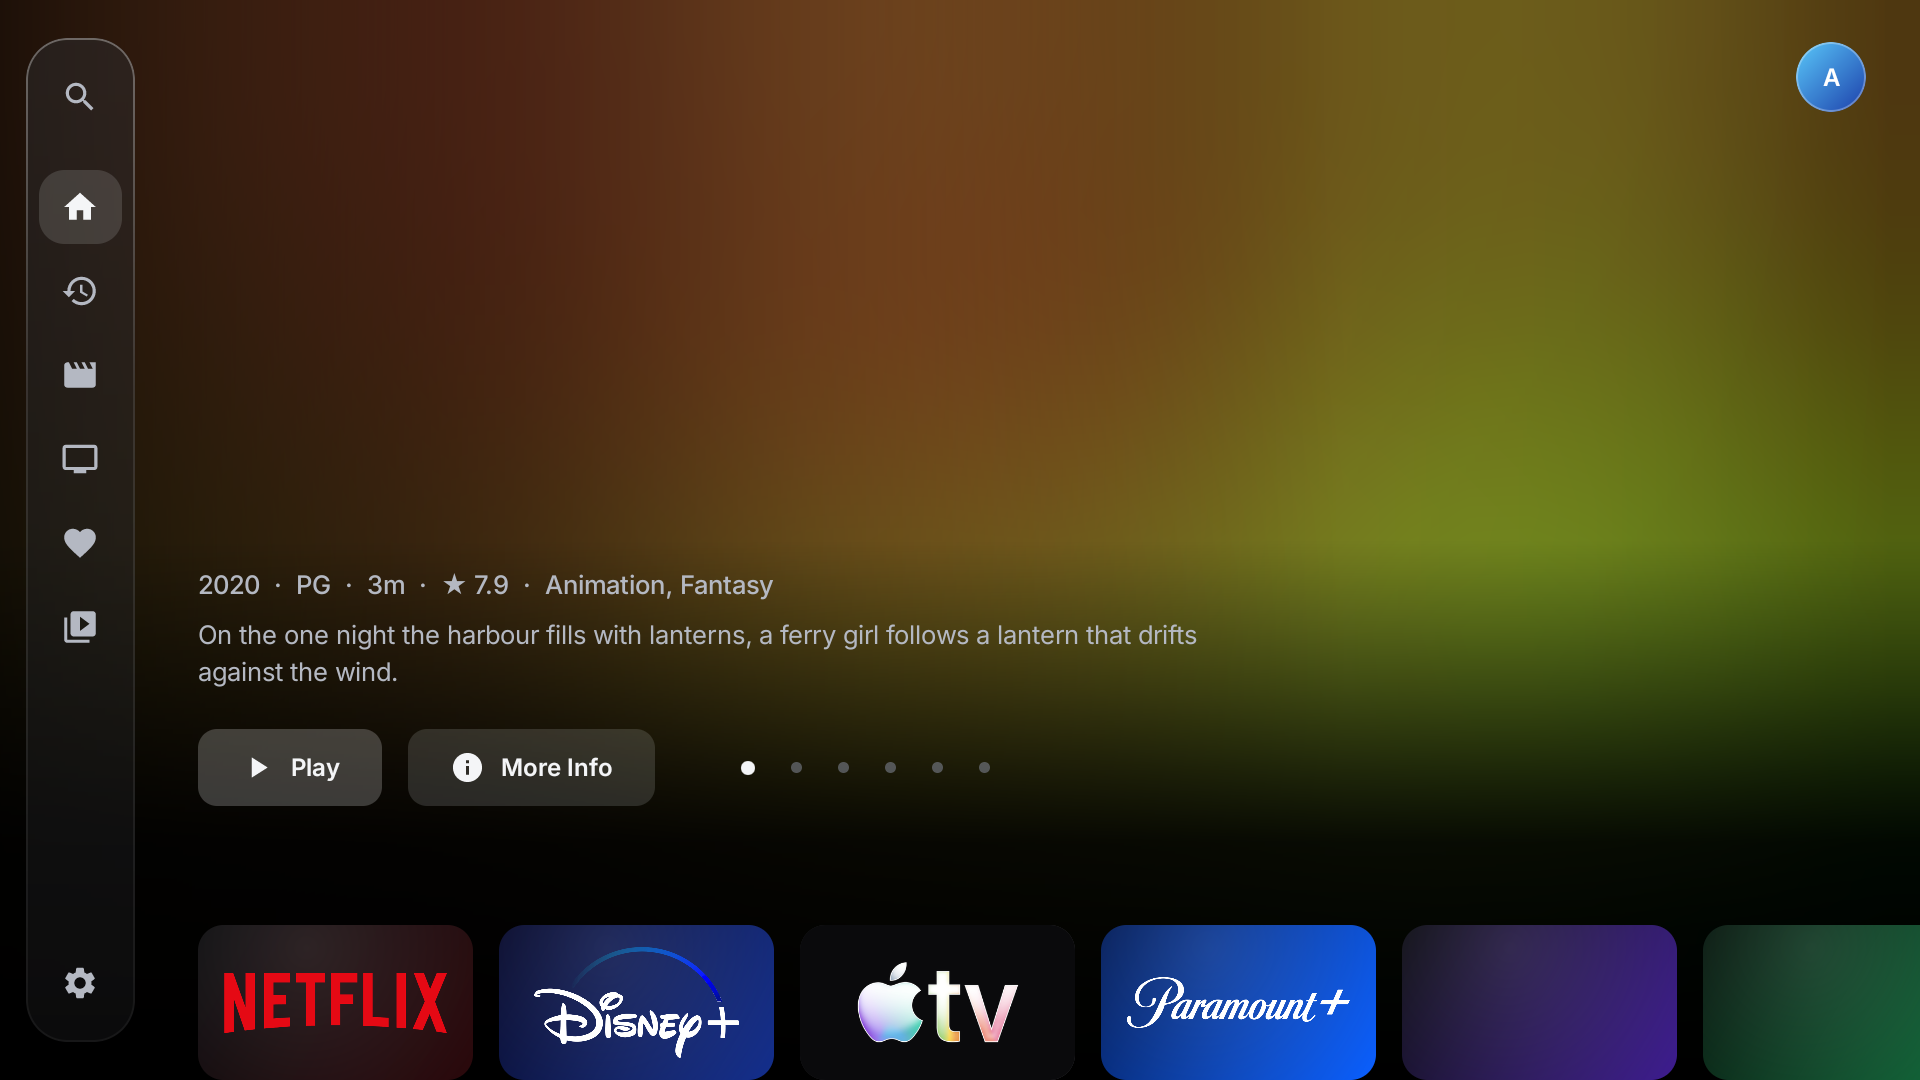 A
2020 · PG · 3m · ★ 7.9 · Animation, Fantasy
On the one night the harbour fills with lanterns, a ferry girl follows a lantern that drifts
against the wind.
Play
More Info
NETFLIX
Disney+
tv
Paramount+